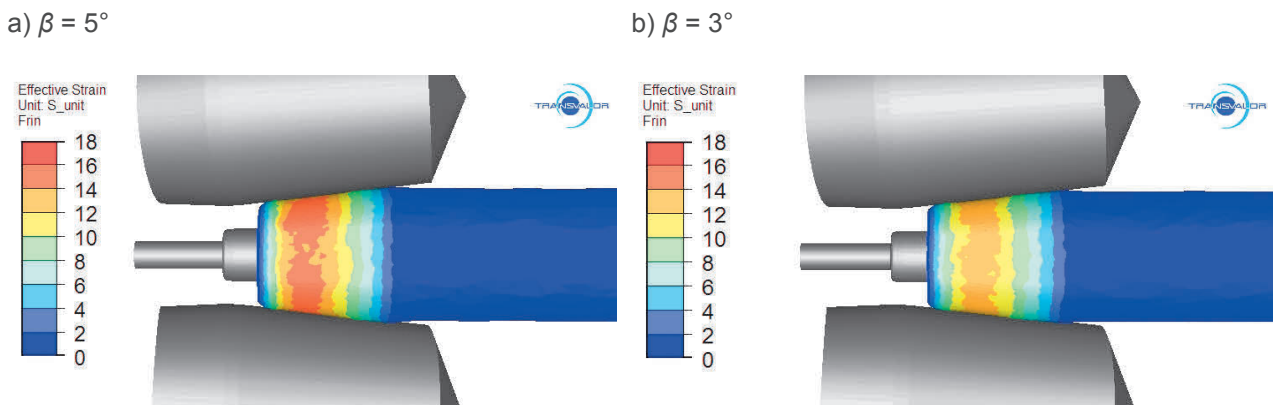 a) β = 5°
Effective Strain
Unit: S_unit
Frin
18
16
14
12
10
8
6
4
2
0
TRANSVALOR
b) β = 3°
Effective Strain
Unit: S_unit
Frin
18
16
14
12
10
8
6
4
2
0
TRANSVALOR